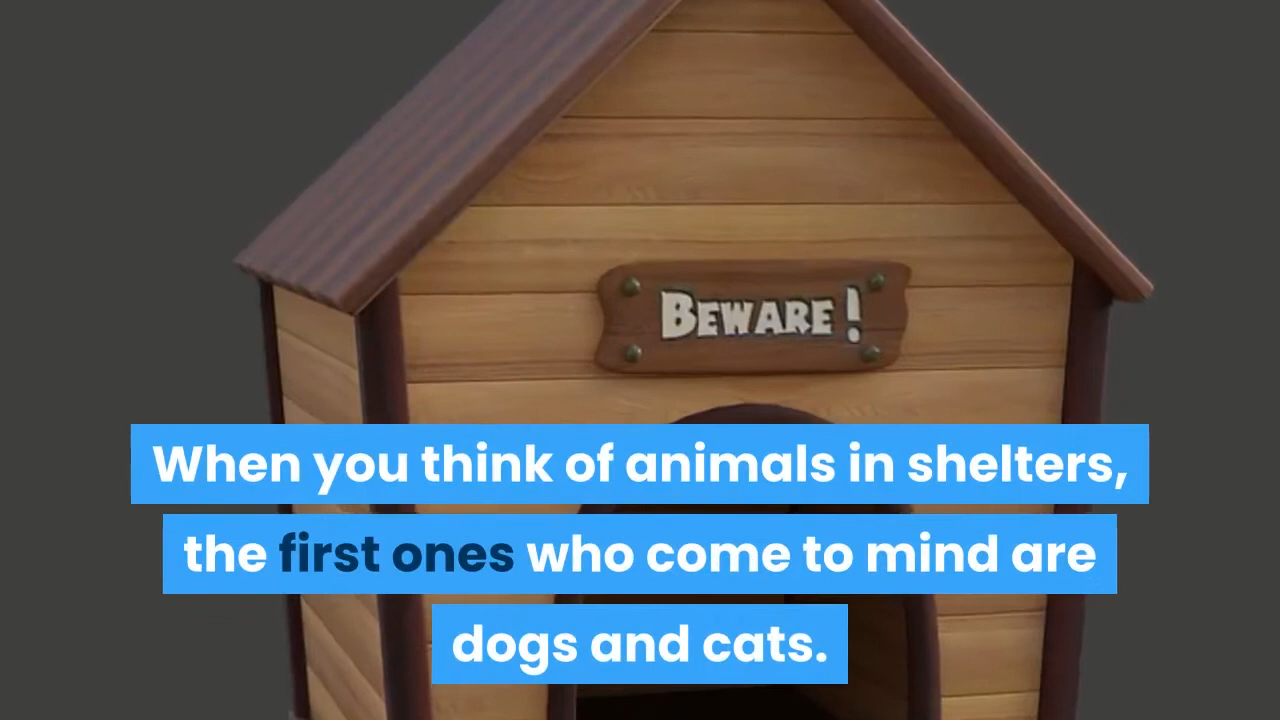 BEWARE!
When you think of animals in shelters,
the first ones who come to mind are
dogs and cats.